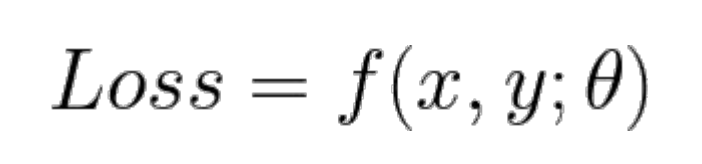 Loss = f(x, y; θ)